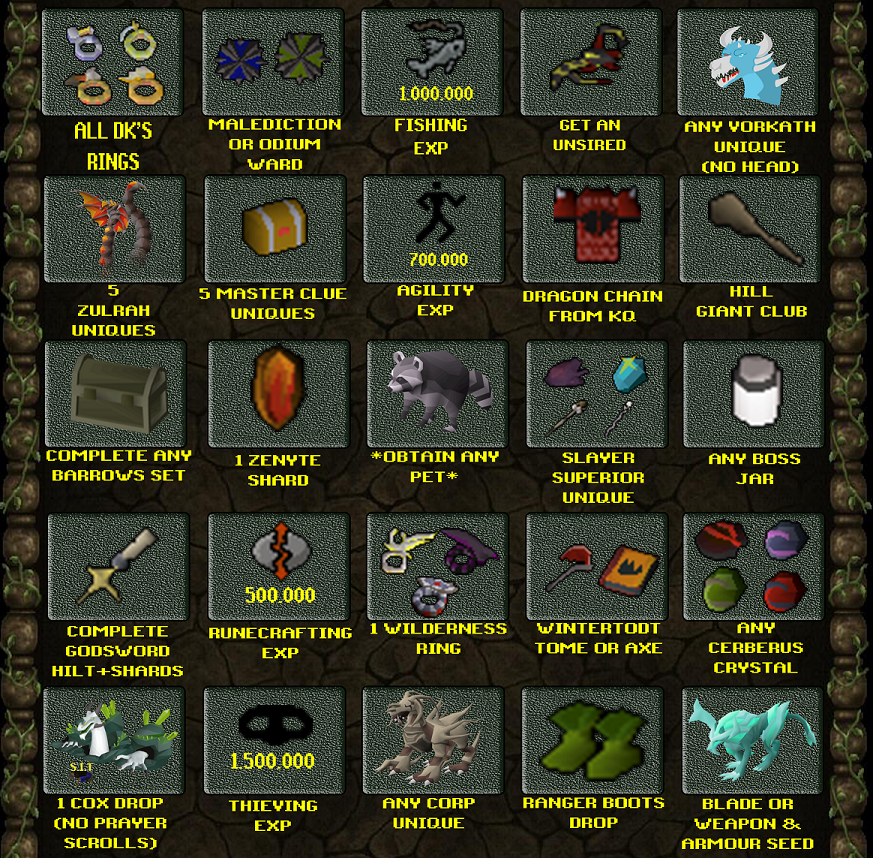 ALL DK'S
RINGS
MALEDICTION
OR ODIUM
WARD
1.000.000
FISHING
EXP
GET AN
UNSIRED
ANY VORKATH
UNIQUE
(NO HEAD)
5
ZULRAH
UNIQUES
5 MASTER CLUE
UNIQUES
700.000
AGILITY
EXP
DRAGON CHAIN
FROM KQ
HILL
GIANT CLUB
COMPLETE ANY
BARROWS SET
1 ZENYTE
SHARD
*OBTAIN ANY
PET*
SLAYER
SUPERIOR
UNIQUE
ANY BOSS
JAR
COMPLETE
GODSWORD
HILT+SHARDS
500.000
RUNECRAFTING
EXP
1 WILDERNESS
RING
WINTERTODT
TOME OR AXE
ANY
CERBERUS
CRYSTAL
S.I.T
1 COX DROP
(NO PRAYER
SCROLLS)
1.500.000
THIEVING
EXP
ANY CORP
UNIQUE
RANGER BOOTS
DROP
BLADE OR
WEAPON &
ARMOUR SEED